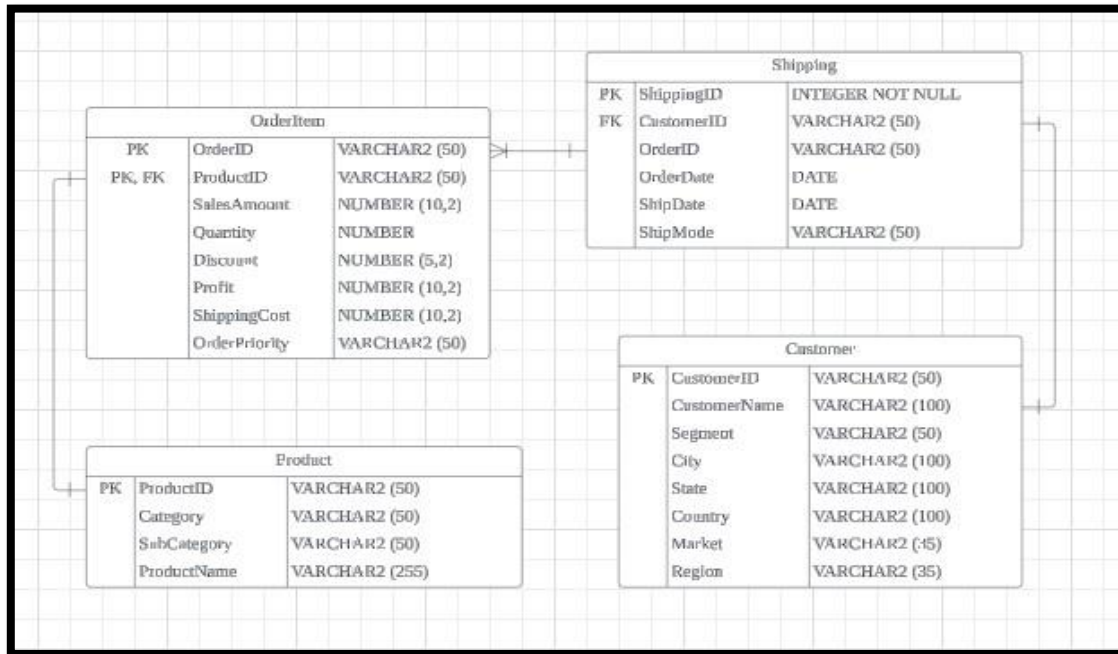 Shipping
PK ShippingID INTEGER NOT NULL
FK CustomerID VARCHAR2 (50)
OrderID VARCHAR2 (50)
OrderDate DATE
ShipDate DATE
ShipMode VARCHAR2 (50)
OrderItem
PK OrderID VARCHAR2 (50)
PK, FK ProductID VARCHAR2 (50)
SalesAmount NUMBER (10,2)
Quantity NUMBER
Discount NUMBER (5,2)
Profit NUMBER (10,2)
ShippingCost NUMBER (10,2)
OrderPriority VARCHAR2 (50)
Customer
PK CustomerID VARCHAR2 (50)
CustomerName VARCHAR2 (100)
Segment VARCHAR2 (50)
City VARCHAR2 (100)
State VARCHAR2 (100)
Country VARCHAR2 (100)
Market VARCHAR2 (35)
Region VARCHAR2 (35)
Product
PK ProductID VARCHAR2 (50)
Category VARCHAR2 (50)
SubCategory VARCHAR2 (50)
ProductName VARCHAR2 (255)